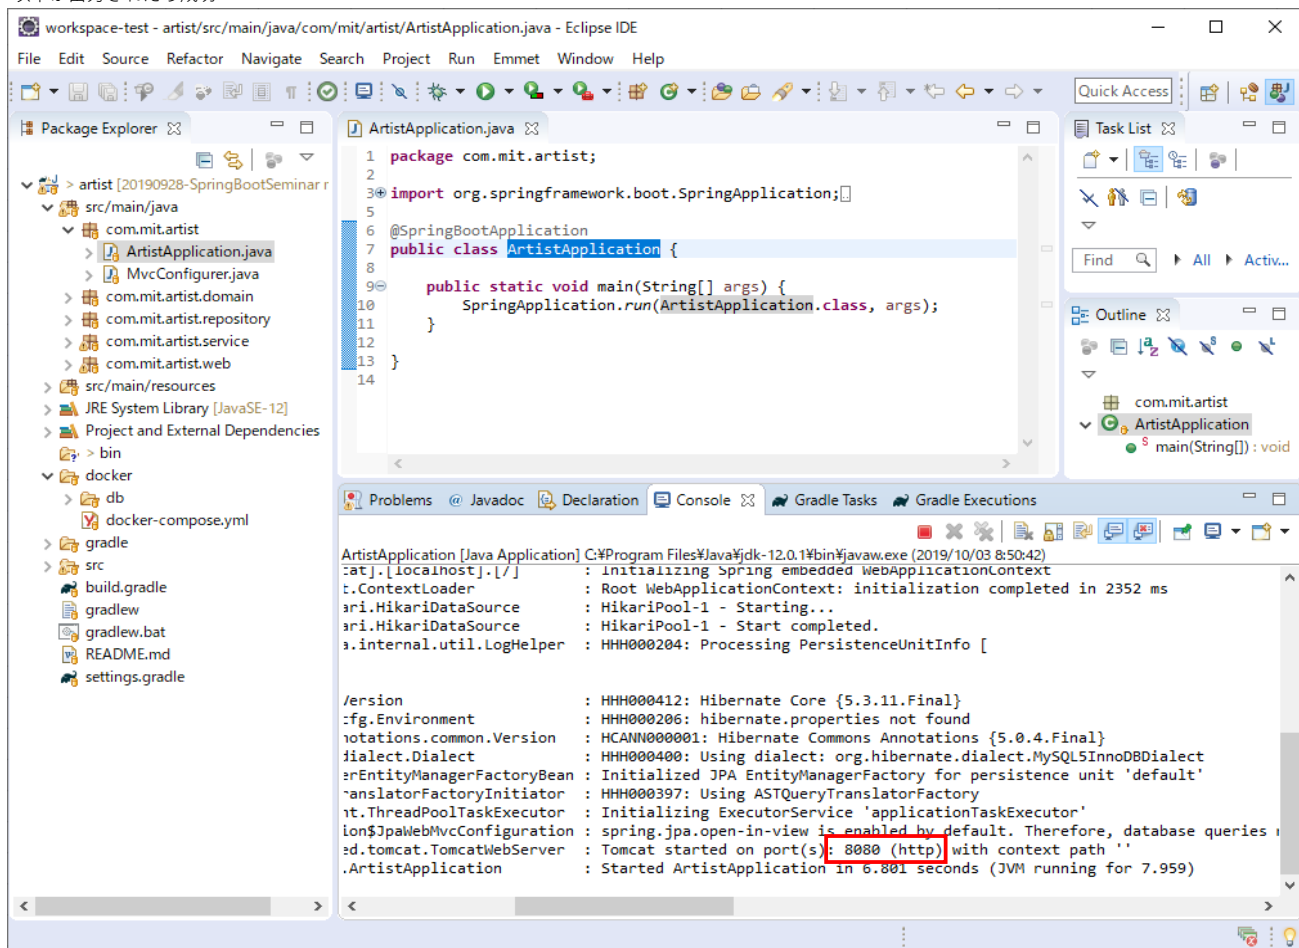 workspace-test - artist/src/main/java/com/mit/artist/ArtistApplication.java - Eclipse IDE
File Edit Source Refactor Navigate Search Project Run Emmet Window Help
Quick Access
Package Explorer
> artist [20190928-SpringBootSeminar r
src/main/java
com.mit.artist
ArtistApplication.java
MvcConfigurer.java
com.mit.artist.domain
com.mit.artist.repository
com.mit.artist.service
com.mit.artist.web
src/main/resources
JRE System Library [JavaSE-12]
Project and External Dependencies
> bin
docker
db
docker-compose.yml
gradle
src
build.gradle
gradlew
gradlew.bat
README.md
settings.gradle
ArtistApplication.java
1 package com.mit.artist;
2
3 import org.springframework.boot.SpringApplication;
5
6 @SpringBootApplication
7 public class ArtistApplication {
8
9 public static void main(String[] args) {
10 SpringApplication.run(ArtistApplication.class, args);
11 }
12
13 }
14
Task List
Find All Activ...
Outline
com.mit.artist
ArtistApplication
main(String[]) : void
Problems @ Javadoc Declaration Console Gradle Tasks Gradle Executions
ArtistApplication [Java Application] C:¥Program Files¥Java¥jdk-12.0.1¥bin¥javaw.exe (2019/10/03 8:50:42)
cat].[localhost].[/] : Initializing Spring embedded WebApplicationContext
t.ContextLoader : Root WebApplicationContext: initialization completed in 2352 ms
ari.HikariDataSource : HikariPool-1 - Starting...
ari.HikariDataSource : HikariPool-1 - Start completed.
a.internal.util.LogHelper : HHH000204: Processing PersistenceUnitInfo [
Version : HHH000412: Hibernate Core {5.3.11.Final}
cfg.Environment : HHH000206: hibernate.properties not found
notations.common.Version : HCANN000001: Hibernate Commons Annotations {5.0.4.Final}
dialect.Dialect : HHH000400: Using dialect: org.hibernate.dialect.MySQL5InnoDBDialect
erEntityManagerFactoryBean : Initialized JPA EntityManagerFactory for persistence unit 'default'
ranslatorFactoryInitiator : HHH000397: Using ASTQueryTranslatorFactory
nt.ThreadPoolTaskExecutor : Initializing ExecutorService 'applicationTaskExecutor'
ion$JpaWebMvcConfiguration : spring.jpa.open-in-view is enabled by default. Therefore, database queries
ed.tomcat.TomcatWebServer : Tomcat started on port(s): 8080 (http) with context path ''
.ArtistApplication : Started ArtistApplication in 6.801 seconds (JVM running for 7.959)